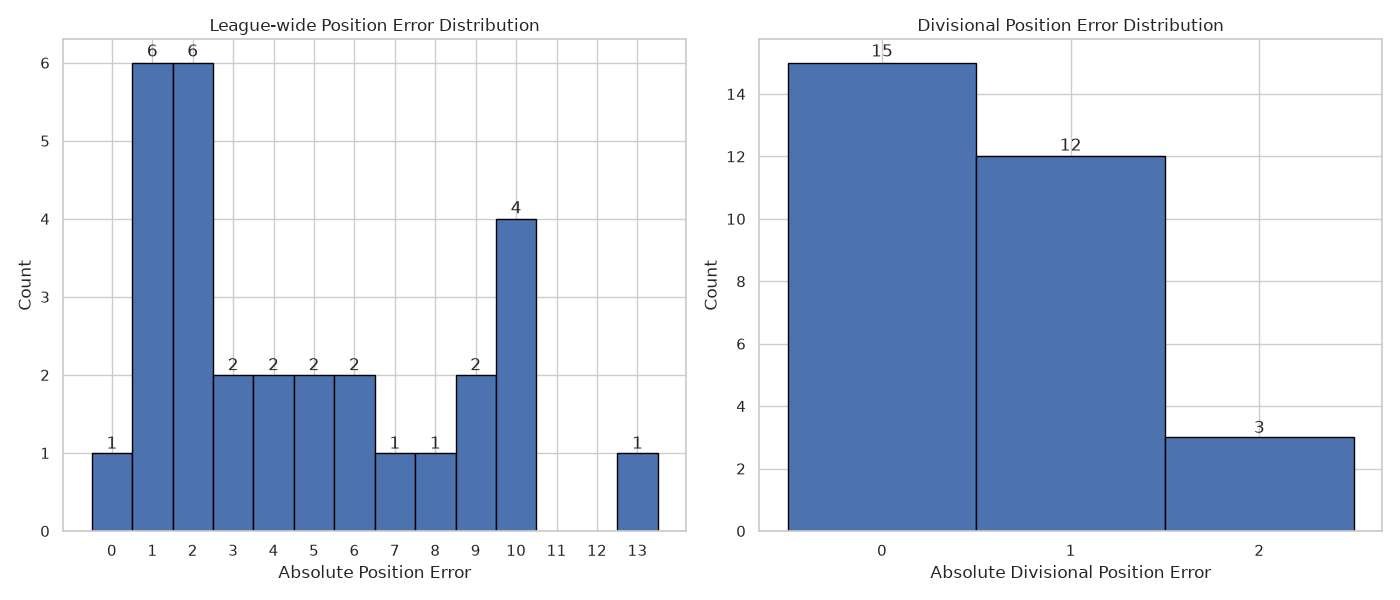 League-wide Position Error Distribution
6 6
4
2 2 2 2 2
1 1 1 1
6
5
4
3
2
1
0
Count
0 1 2 3 4 5 6 7 8 9 10 11 12 13
Absolute Position Error
Divisional Position Error Distribution
15
12
3
14
12
10
8
6
4
2
0
Count
0 1 2
Absolute Divisional Position Error